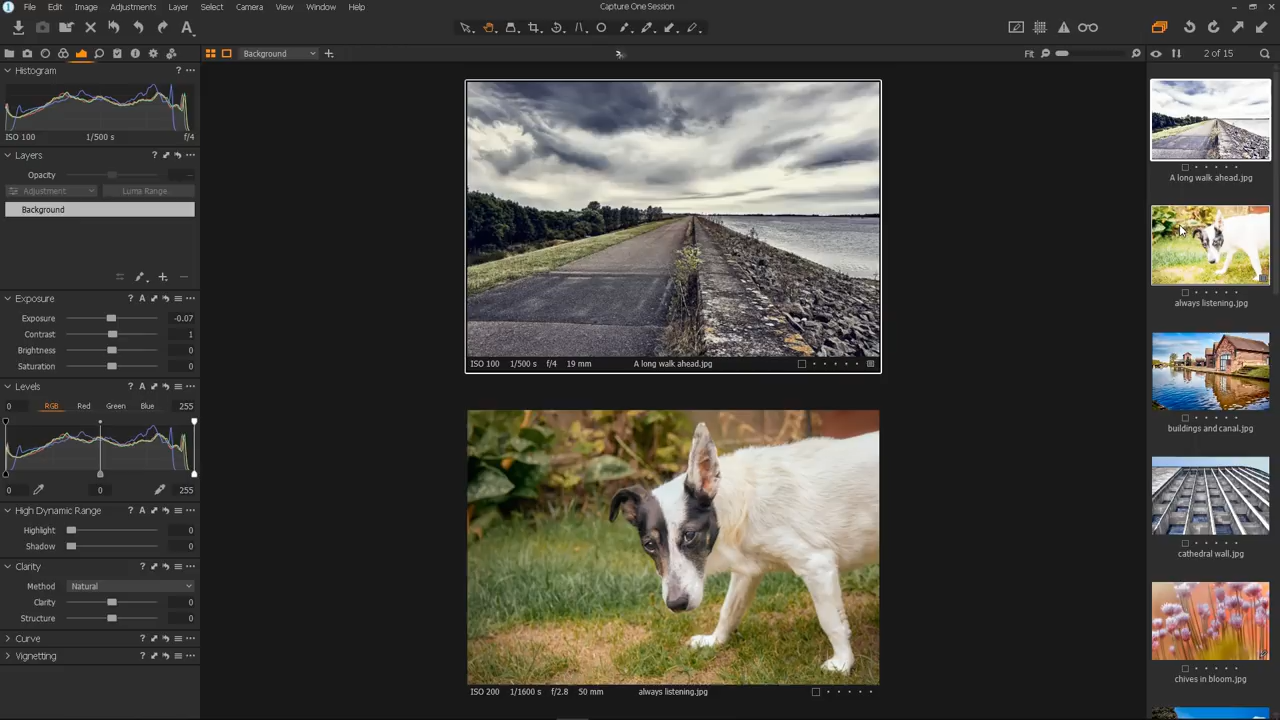 Capture One Session
File Edit Image Adjustments Layer Select Camera View Window Help
Background
Fit
2 of 15
Histogram
ISO 100 1/500 s f/4
Layers
Opacity
Adjustment Luma Range...
Background
Exposure
Exposure -0.07
Contrast 1
Brightness 0
Saturation 0
Levels
0 RGB Red Green Blue 255
0 0 255
High Dynamic Range
Highlight 0
Shadow 0
Clarity
Method Natural
Clarity 0
Structure 0
Curve
Vignetting
ISO 100 1/500 s f/4 19 mm A long walk ahead.jpg
ISO 200 1/1600 s f/2.8 50 mm always listening.jpg
A long walk ahead.jpg
always listening.jpg
buildings and canal.jpg
cathedral wall.jpg
chives in bloom.jpg